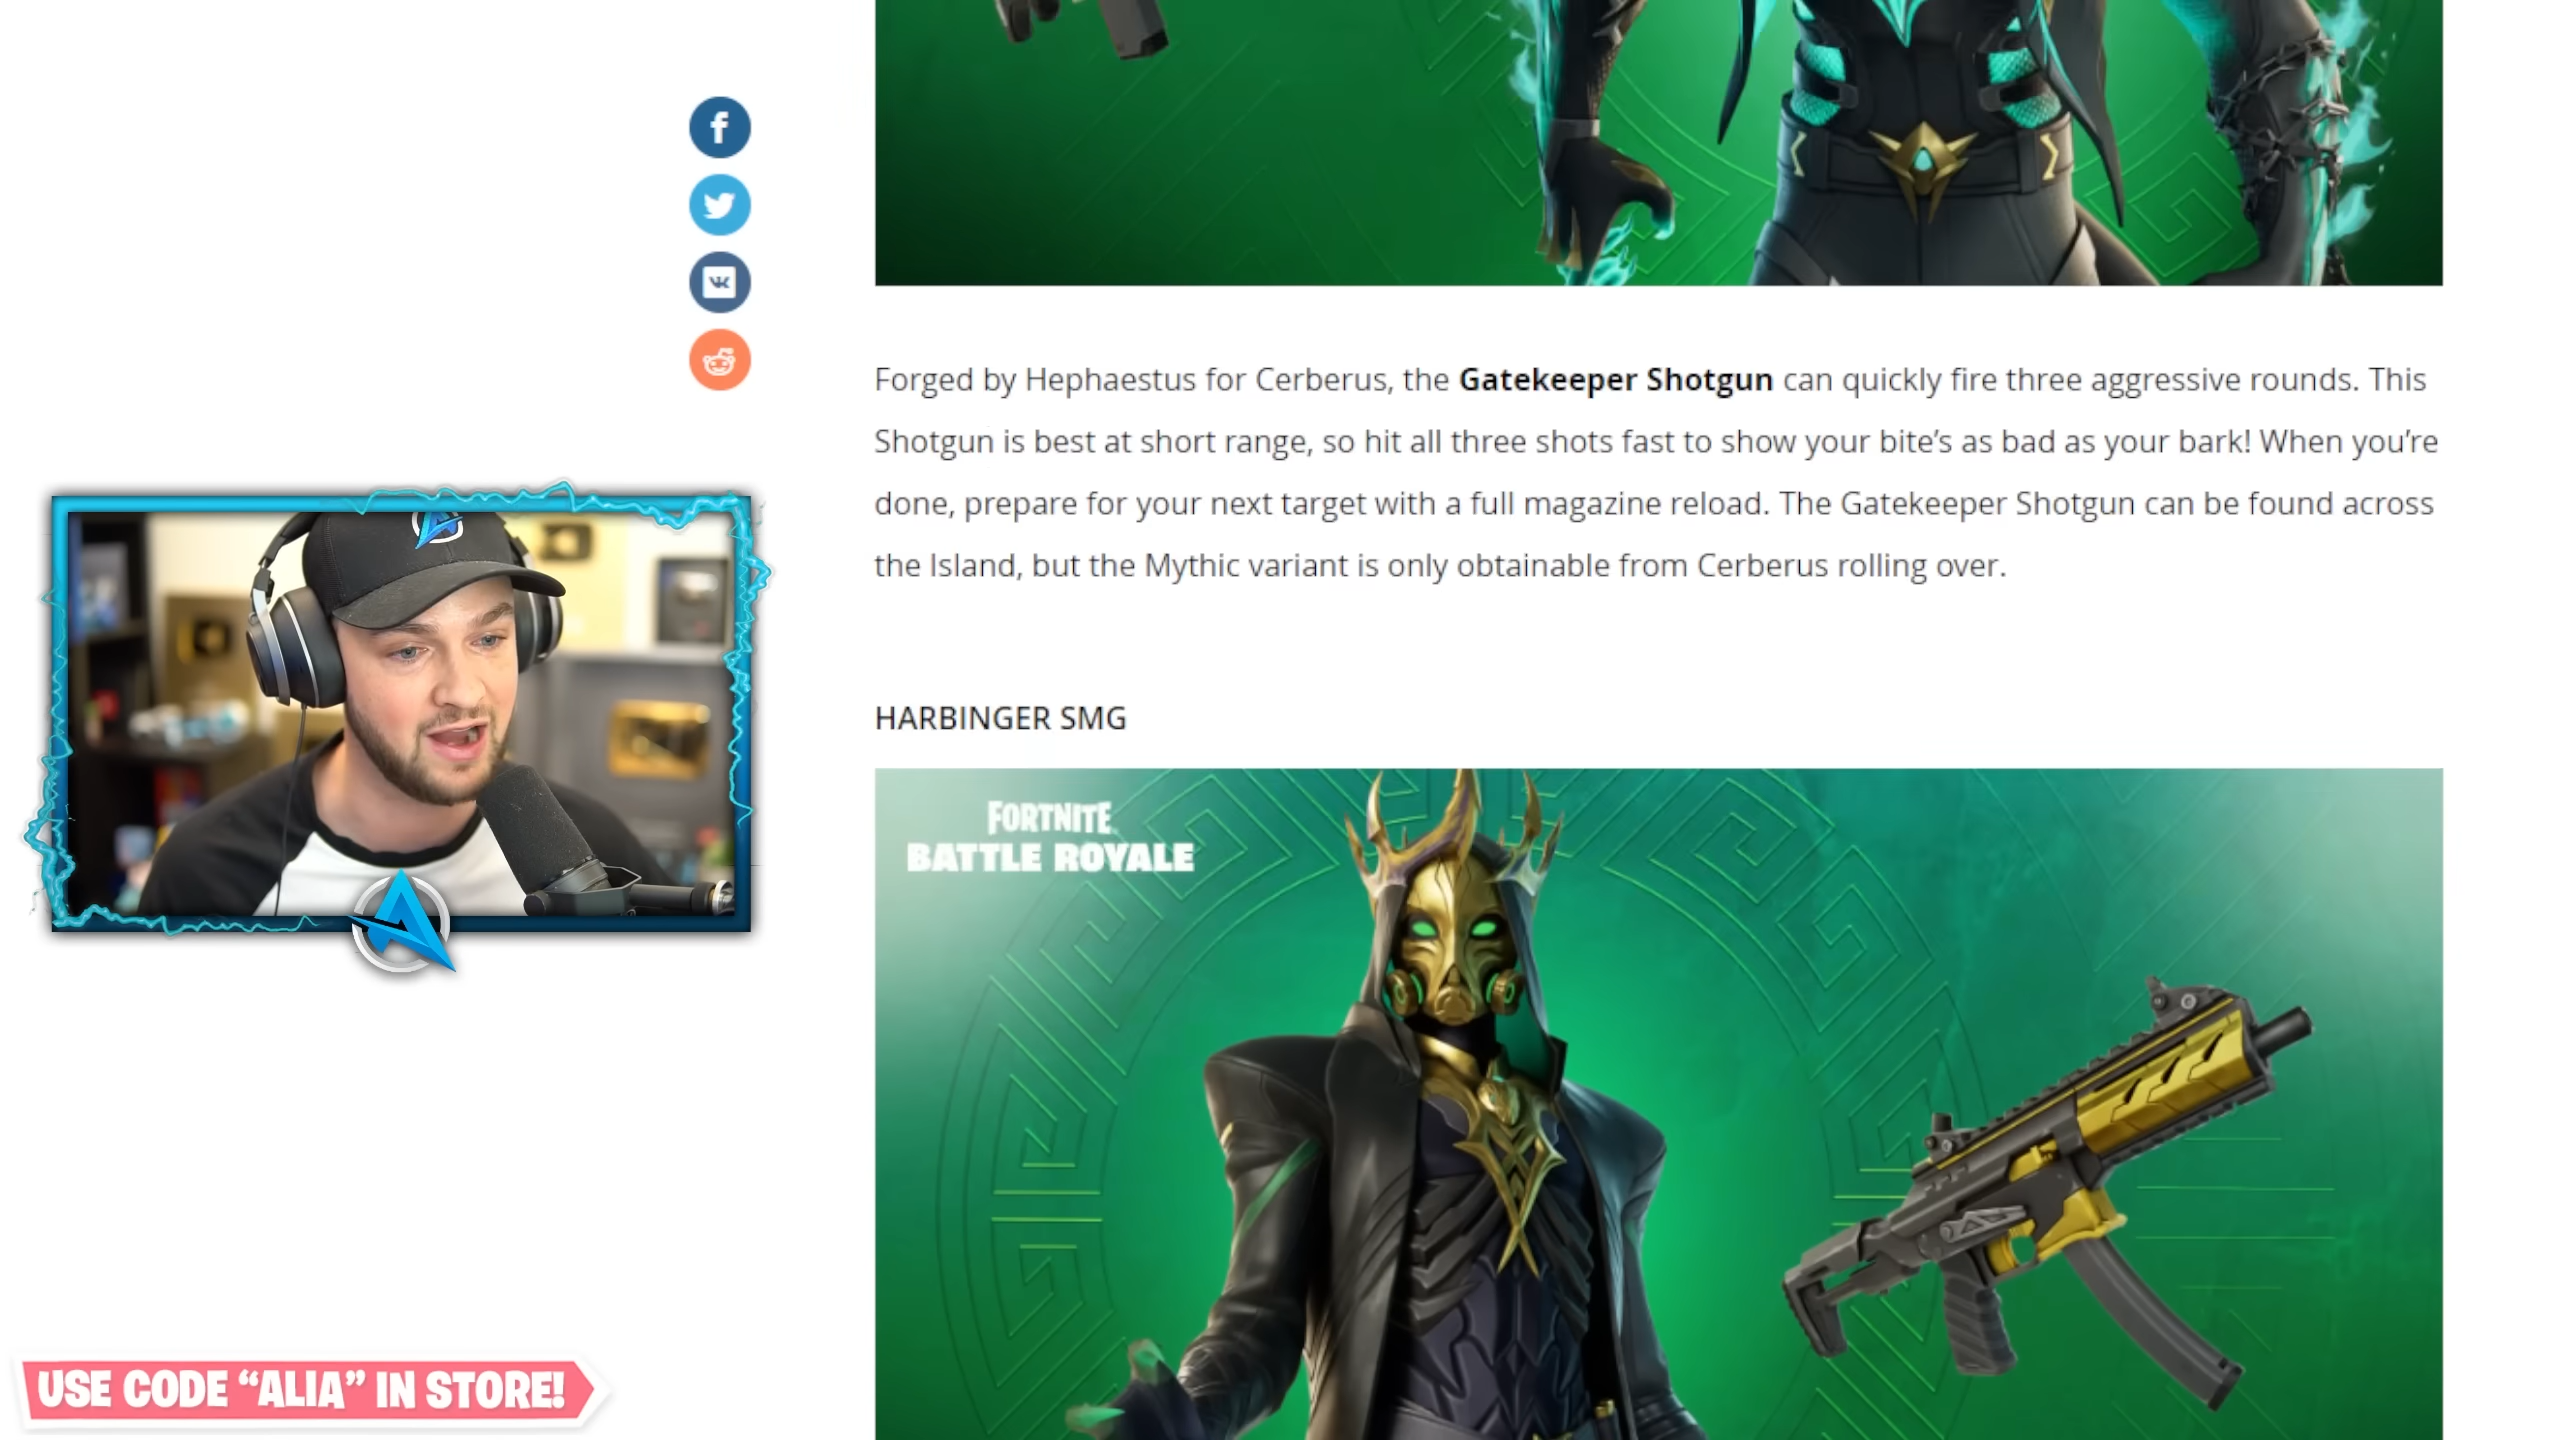 Forged by Hephaestus for Cerberus, the Gatekeeper Shotgun can quickly fire three aggressive rounds. This
Shotgun is best at short range, so hit all three shots fast to show your bite’s as bad as your bark! When you’re
done, prepare for your next target with a full magazine reload. The Gatekeeper Shotgun can be found across
the Island, but the Mythic variant is only obtainable from Cerberus rolling over.
HARBINGER SMG
FORTNITE
BATTLE ROYALE
USE CODE “ALIA” IN STORE!